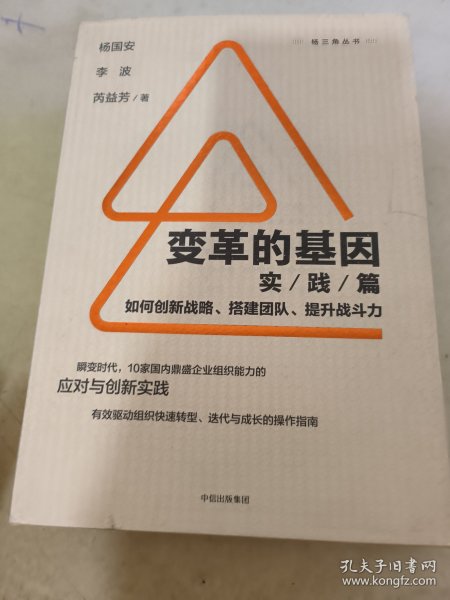 杨三角丛书
杨国安
李 波
芮益芳/著
变革的基因
实/践/篇
如何创新战略、搭建团队、提升战斗力
瞬变时代，10家国内鼎盛企业组织能力的
应对与创新实践
有效驱动组织快速转型、迭代与成长的操作指南
中信出版集团
孔夫子旧书网
www.kongfz.com